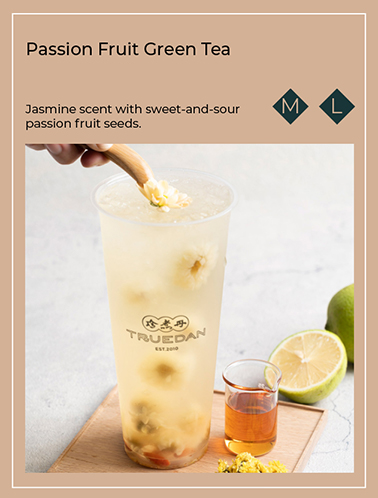 Passion Fruit Green Tea
Jasmine scent with sweet-and-sour
passion fruit seeds.
M L
珍煮丹
TRUEDAN
EST.2010